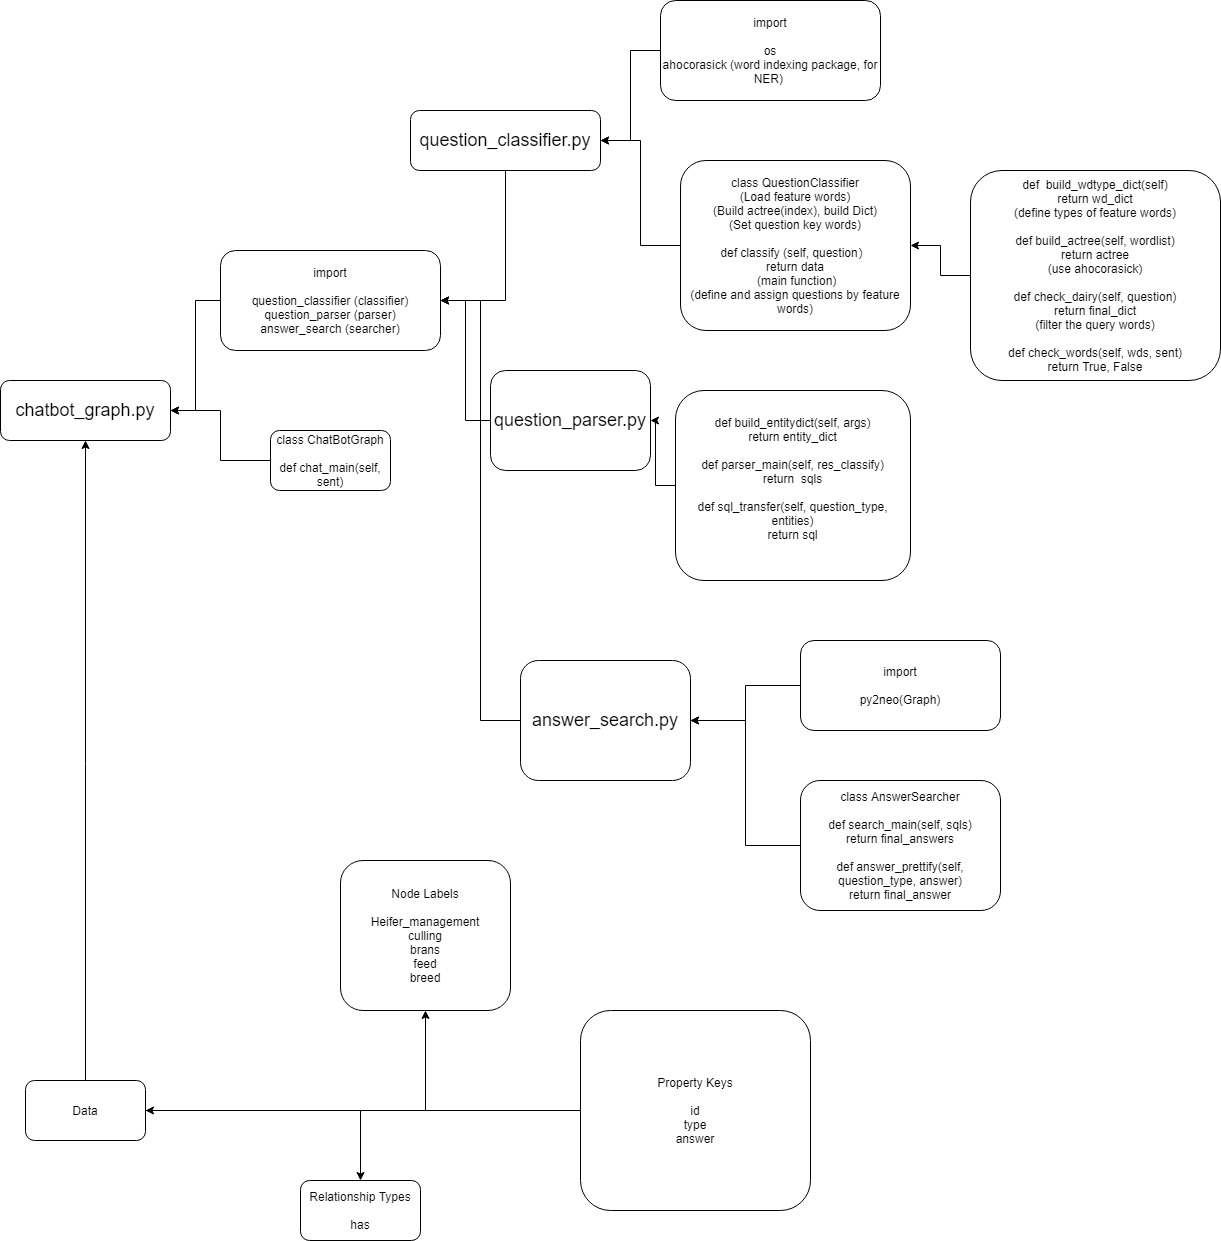 import
os
ahocorasick (word indexing package, for
NER)
question_classifier.py
class QuestionClassifier
(Load feature words)
(Build actree(index), build Dict)
(Set question key words)
def classify (self, question)
return data
(main function)
(define and assign questions by feature
words)
def  build_wdtype_dict(self)
return wd_dict
(define types of feature words)
def build_actree(self, wordlist)
return actree
(use ahocorasick)
def check_dairy(self, question)
return final_dict
(filter the query words)
def check_words(self, wds, sent)
return True, False
import
question_classifier (classifier)
question_parser (parser)
answer_search (searcher)
chatbot_graph.py
class ChatBotGraph
def chat_main(self,
sent)
question_parser.py
def build_entitydict(self, args)
return entity_dict
def parser_main(self, res_classify)
return  sqls
def sql_transfer(self, question_type,
entities)
return sql
answer_search.py
import
py2neo(Graph)
class AnswerSearcher
def search_main(self, sqls)
return final_answers
def answer_prettify(self,
question_type, answer)
return final_answer
Node Labels
Heifer_management
culling
brans
feed
breed
Property Keys
id
type
answer
Data
Relationship Types
has